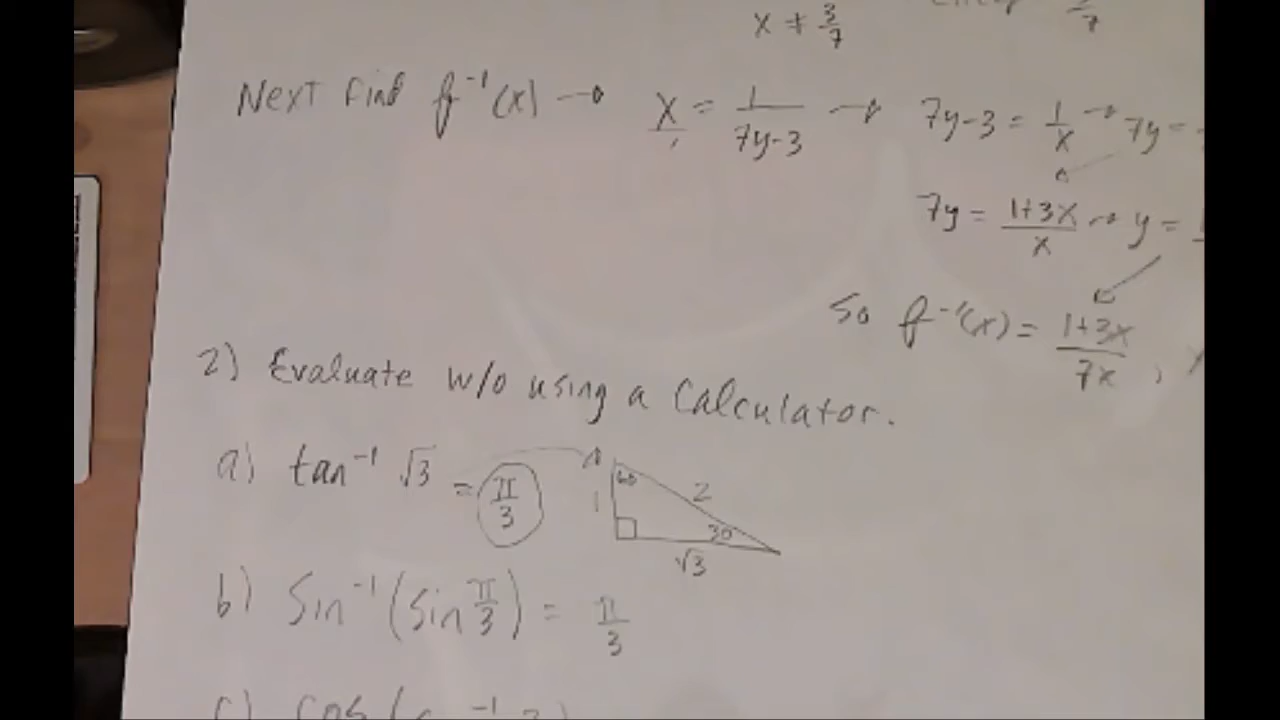 x ≠ 3/7
Next find f⁻¹(x) → x = 1/(7y-3) → 7y-3 = 1/x → 7y =
7y = (1+3x)/x → y =
So f⁻¹(x) = (1+3x)/7x ,
2) Evaluate w/o using a calculator.
a) tan⁻¹ √3 = π/3
60
1
2
30
√3
b) Sin⁻¹(Sin π/3) = π/3
c) cos(